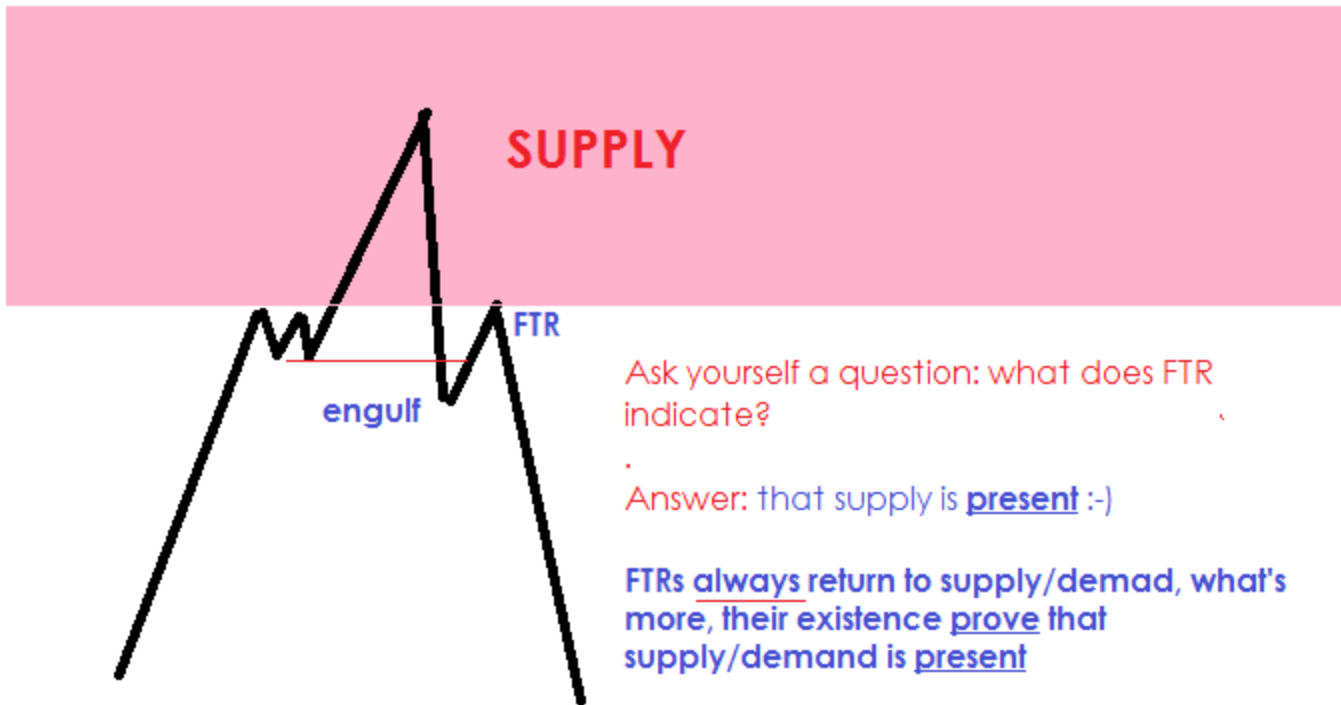 SUPPLY
FTR
engulf
Ask yourself a question: what does FTR
indicate?
.
Answer: that supply is present :-)
FTRs always return to supply/demad, what's
more, their existence prove that
supply/demand is present